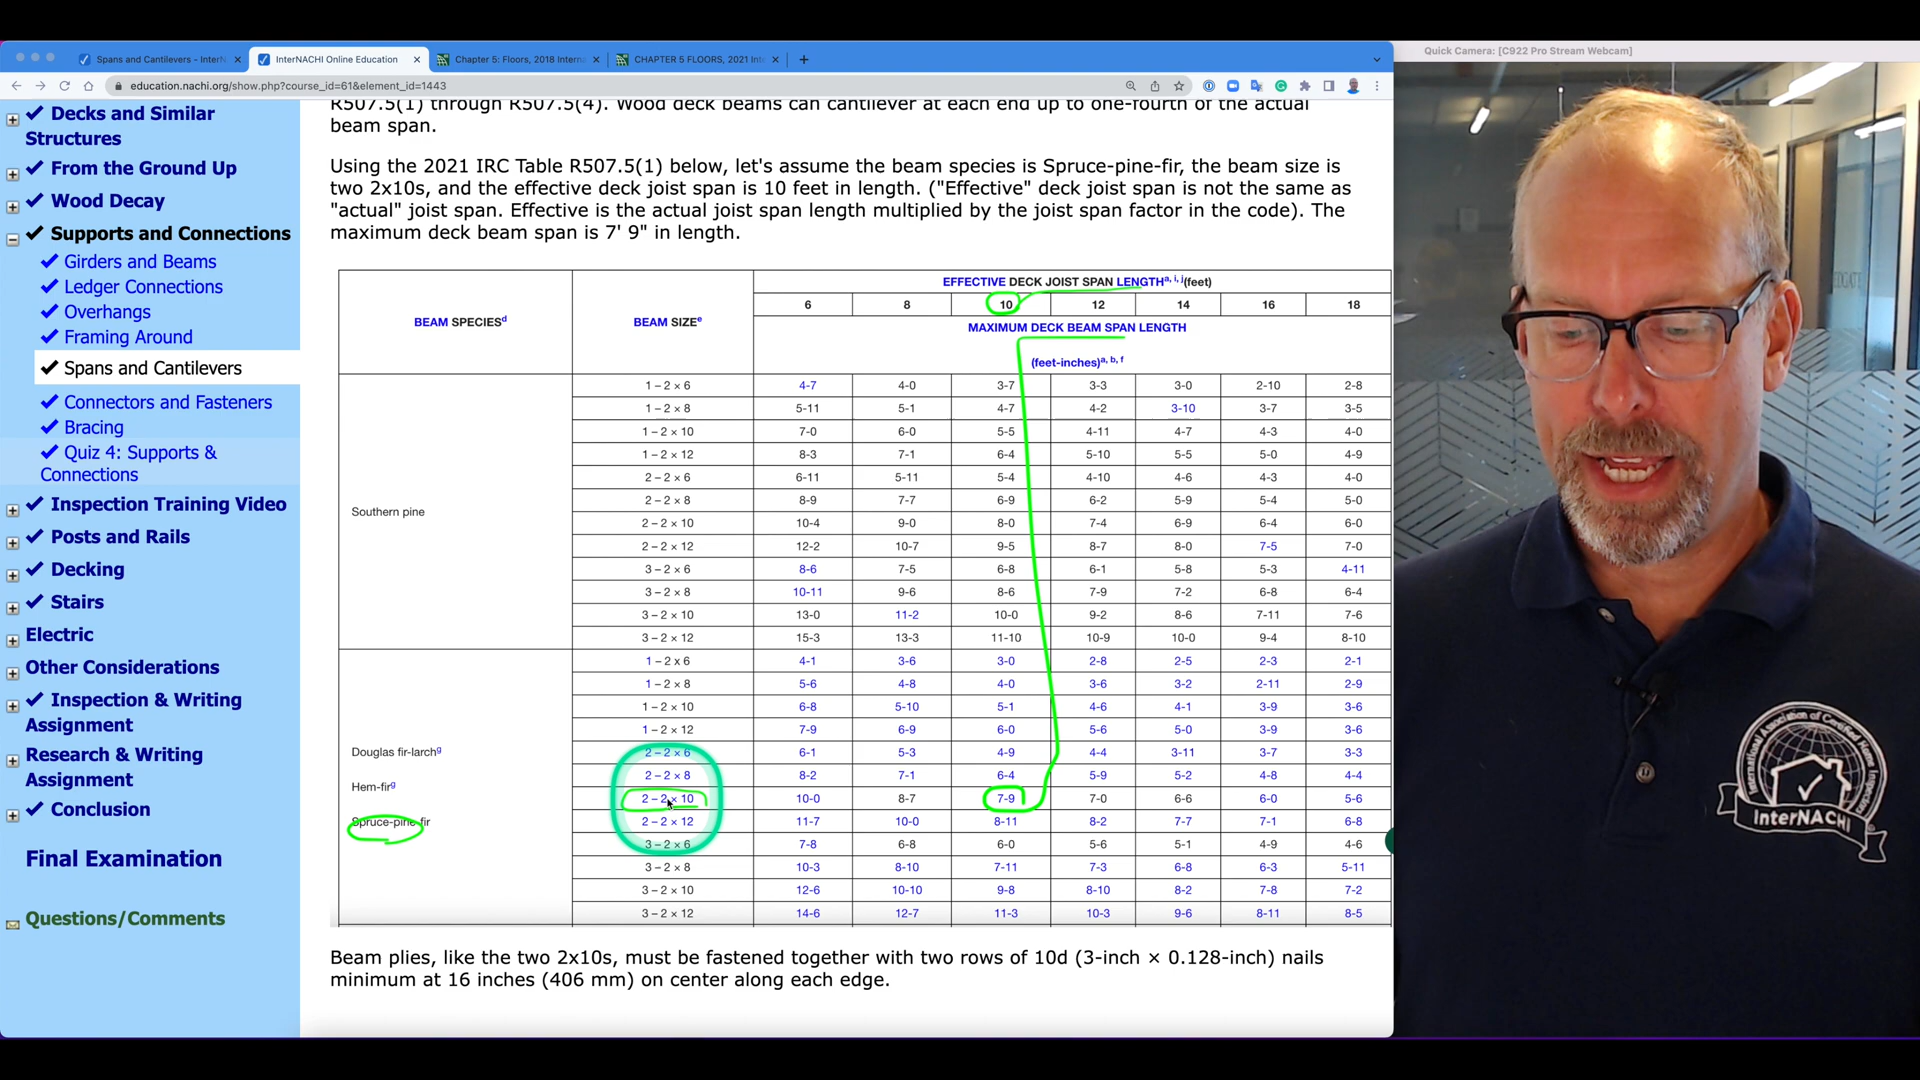 Quick Camera: [C922 Pro Stream Webcam]
Spans and Cantilevers - InterN
InterNACHI Online Education
Chapter 5: Floors, 2018 Interna
CHAPTER 5 FLOORS, 2021 Int
education.nachi.org/show.php?course_id=61&element_id=1443
Decks and Similar
Structures
From the Ground Up
Wood Decay
Supports and Connections
Girders and Beams
Ledger Connections
Overhangs
Framing Around
Spans and Cantilevers
Connectors and Fasteners
Bracing
Quiz 4: Supports &
Connections
Inspection Training Video
Posts and Rails
Decking
Stairs
Electric
Other Considerations
Inspection & Writing
Assignment
Research & Writing
Assignment
Conclusion
Final Examination
Questions/Comments
R507.5(1) through R507.5(4). Wood deck beams can cantilever at each end up to one-fourth of the actual
beam span.
Using the 2021 IRC Table R507.5(1) below, let's assume the beam species is Spruce-pine-fir, the beam size is
two 2x10s, and the effective deck joist span is 10 feet in length. ("Effective" deck joist span is not the same as
"actual" joist span. Effective is the actual joist span length multiplied by the joist span factor in the code). The
maximum deck beam span is 7' 9" in length.
BEAM SPECIESd
BEAM SIZEe
EFFECTIVE DECK JOIST SPAN LENGTHa, i, j(feet)
6 8 10 12 14 16 18
MAXIMUM DECK BEAM SPAN LENGTH
(feet-inches)a, b, f
Southern pine
1 – 2 × 6 4-7 4-0 3-7 3-3 3-0 2-10 2-8
1 – 2 × 8 5-11 5-1 4-7 4-2 3-10 3-7 3-5
1 – 2 × 10 7-0 6-0 5-5 4-11 4-7 4-3 4-0
1 – 2 × 12 8-3 7-1 6-4 5-10 5-5 5-0 4-9
2 – 2 × 6 6-11 5-11 5-4 4-10 4-6 4-3 4-0
2 – 2 × 8 8-9 7-7 6-9 6-2 5-9 5-4 5-0
2 – 2 × 10 10-4 9-0 8-0 7-4 6-9 6-4 6-0
2 – 2 × 12 12-2 10-7 9-5 8-7 8-0 7-5 7-0
3 – 2 × 6 8-6 7-5 6-8 6-1 5-8 5-3 4-11
3 – 2 × 8 10-11 9-6 8-6 7-9 7-2 6-8 6-4
3 – 2 × 10 13-0 11-2 10-0 9-2 8-6 7-11 7-6
3 – 2 × 12 15-3 13-3 11-10 10-9 10-0 9-4 8-10
Douglas fir-larchg
Hem-firg
Spruce-pine-fir
1 – 2 x 6 4-1 3-6 3-0 2-8 2-5 2-3 2-1
1 – 2 × 8 5-6 4-8 4-0 3-6 3-2 2-11 2-9
1 – 2 × 10 6-8 5-10 5-1 4-6 4-1 3-9 3-6
1 – 2 × 12 7-9 6-9 6-0 5-6 5-0 3-9 3-6
2 – 2 × 6 6-1 5-3 4-9 4-4 3-11 3-7 3-3
2 – 2 × 8 8-2 7-1 6-4 5-9 5-2 4-8 4-4
2 – 2 × 10 10-0 8-7 7-9 7-0 6-6 6-0 5-6
2 – 2 × 12 11-7 10-0 8-11 8-2 7-7 7-1 6-8
3 – 2 × 6 7-8 6-8 6-0 5-6 5-1 4-9 4-6
3 – 2 × 8 10-3 8-10 7-11 7-3 6-8 6-3 5-11
3 – 2 × 10 12-6 10-10 9-8 8-10 8-2 7-8 7-2
3 – 2 × 12 14-6 12-7 11-3 10-3 9-6 8-11 8-5
Beam plies, like the two 2x10s, must be fastened together with two rows of 10d (3-inch × 0.128-inch) nails
minimum at 16 inches (406 mm) on center along each edge.
International Association of Certified Home Inspectors
InterNACHI